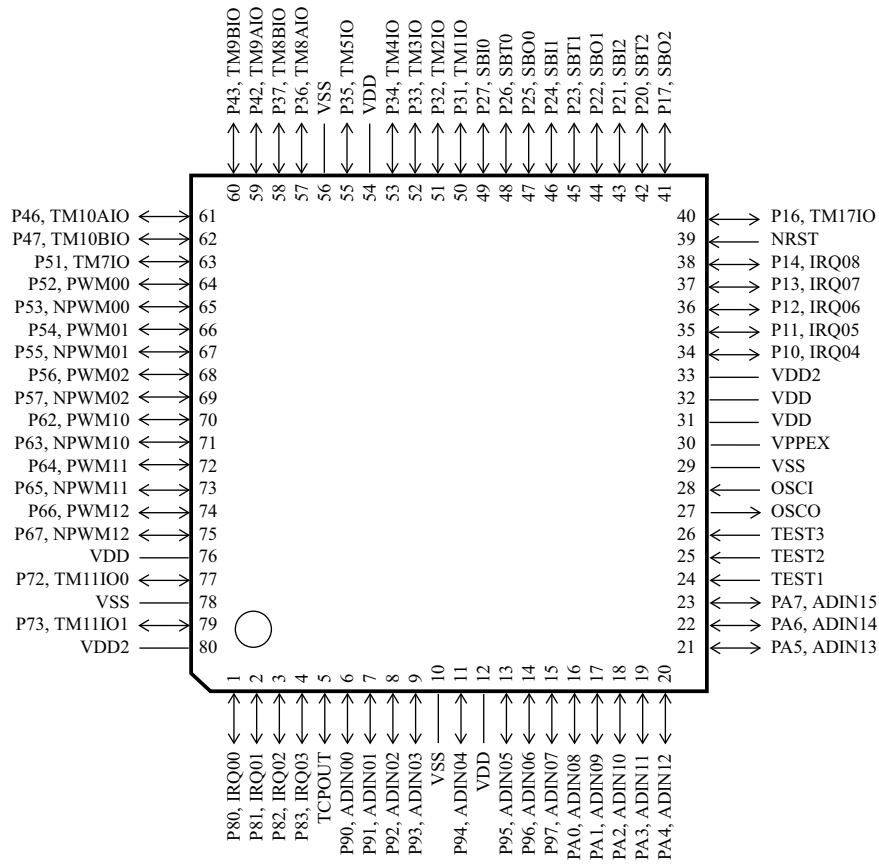 P43, TM9BIO
P42, TM9AIO
P37, TM8BIO
P36, TM8AIO
VSS
P35, TM5IO
VDD
P34, TM4IO
P33, TM3IO
P32, TM2IO
P31, TM1IO
P27, SBI0
P26, SBT0
P25, SBO0
P24, SBI1
P23, SBT1
P22, SBO1
P21, SBI2
P20, SBT2
P17, SBO2
60 59 58 57 56 55 54 53 52 51 50 49 48 47 46 45 44 43 42 41
P46, TM10AIO 61
P47, TM10BIO 62
P51, TM7IO 63
P52, PWM00 64
P53, NPWM00 65
P54, PWM01 66
P55, NPWM01 67
P56, PWM02 68
P57, NPWM02 69
P62, PWM10 70
P63, NPWM10 71
P64, PWM11 72
P65, NPWM11 73
P66, PWM12 74
P67, NPWM12 75
VDD 76
P72, TM11IO0 77
VSS 78
P73, TM11IO1 79
VDD2 80
40 P16, TM17IO
39 NRST
38 P14, IRQ08
37 P13, IRQ07
36 P12, IRQ06
35 P11, IRQ05
34 P10, IRQ04
33 VDD2
32 VDD
31 VDD
30 VPPEX
29 VSS
28 OSCI
27 OSCO
26 TEST3
25 TEST2
24 TEST1
23 PA7, ADIN15
22 PA6, ADIN14
21 PA5, ADIN13
1 2 3 4 5 6 7 8 9 10 11 12 13 14 15 16 17 18 19 20
P80, IRQ00
P81, IRQ01
P82, IRQ02
P83, IRQ03
TCPOUT
P90, ADIN00
P91, ADIN01
P92, ADIN02
P93, ADIN03
VSS
P94, ADIN04
VDD
P95, ADIN05
P96, ADIN06
P97, ADIN07
PA0, ADIN08
PA1, ADIN09
PA2, ADIN10
PA3, ADIN11
PA4, ADIN12